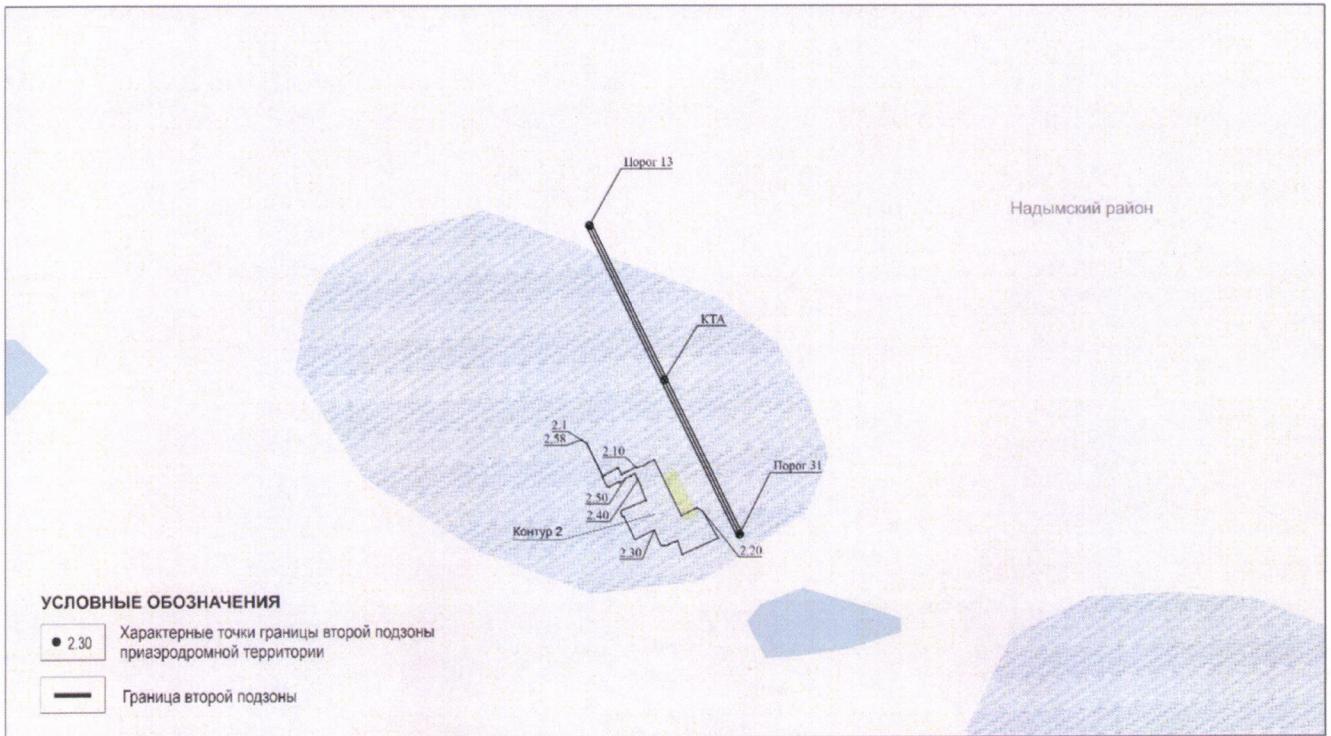 Порог 13
Надымский район
КТА
2.1
2.58
2.10
Порог 31
2.50
2.40
Контур 2
2.30
2.20
УСЛОВНЫЕ ОБОЗНАЧЕНИЯ
2.30
Характерные точки границы второй подзоны
приаэродромной территории
Граница второй подзоны